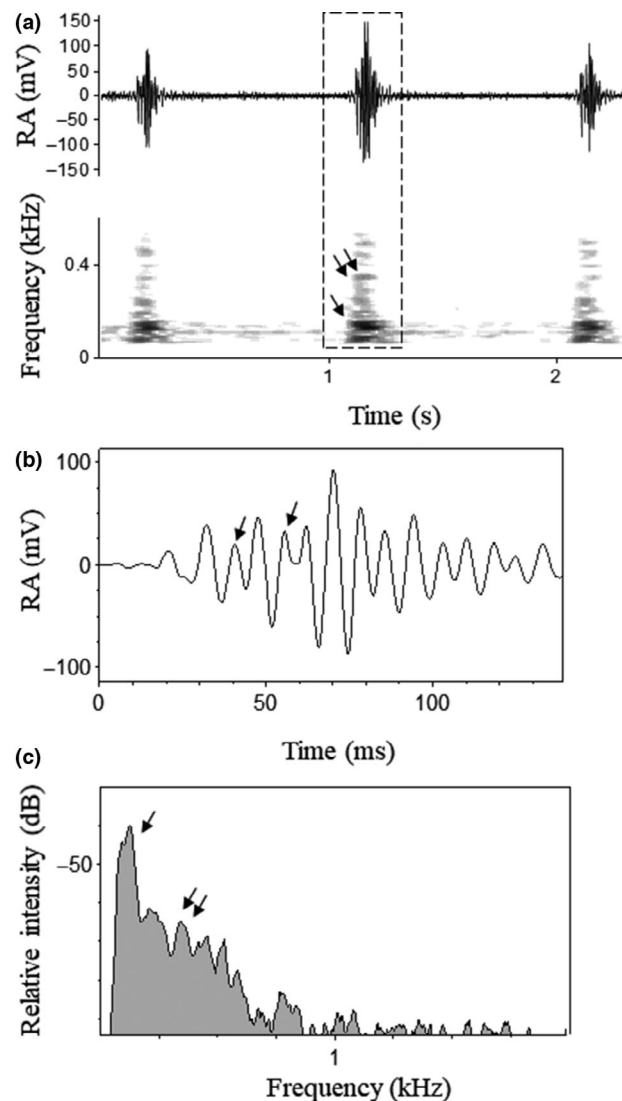 (a)
RA (mV)
150
100
50
0
−50
−100
−150
Frequency (kHz)
0.4
0
1
2
Time (s)
(b)
RA (mV)
100
0
−100
0
50
100
Time (ms)
(c)
Relative intensity (dB)
−50
1
Frequency (kHz)